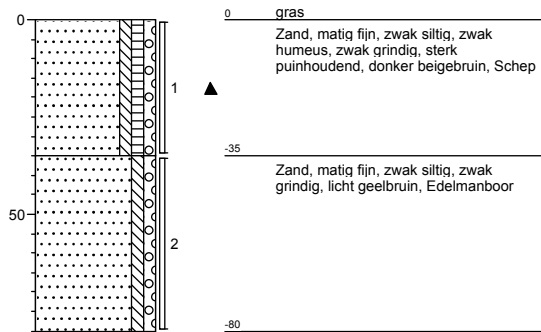 0
0
gras
Zand, matig fijn, zwak siltig, zwak
humeus, zwak grindig, sterk
puinhoudend, donker beigebruin, Schep
1
-35
Zand, matig fijn, zwak siltig, zwak
grindig, licht geelbruin, Edelmanboor
50
2
-80